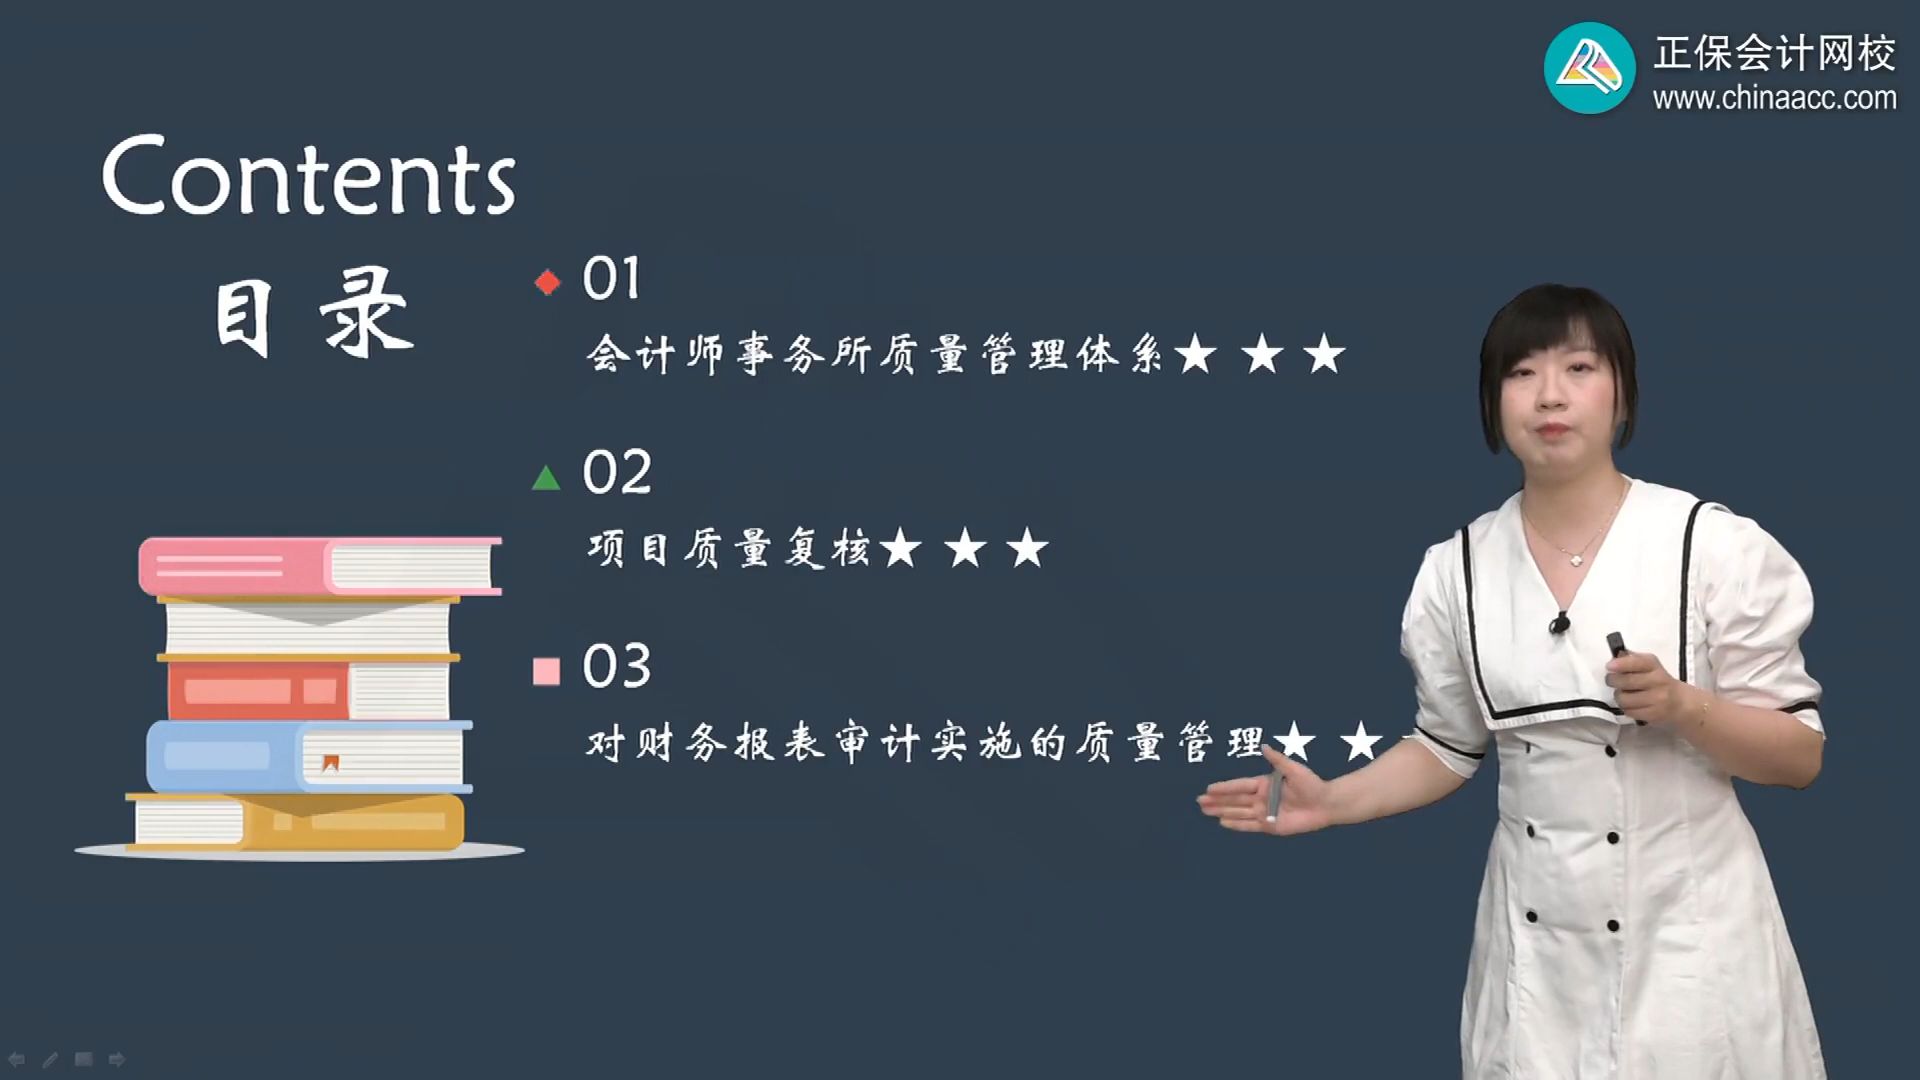 正保会计网校
www.chinaacc.com
Contents
目录
01
会计师事务所质量管理体系★★★
02
项目质量复核★★★
03
对财务报表审计实施的质量管理★★